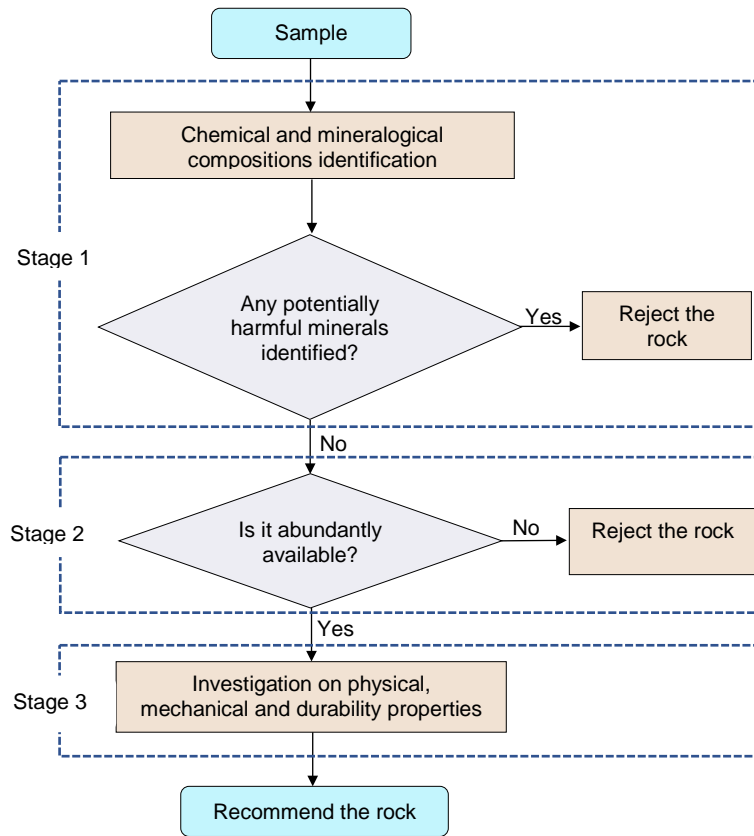 Sample
Chemical and mineralogical
compositions identification
Stage 1
Any potentially
harmful minerals
identified?
Yes
Reject the
rock
No
Stage 2
Is it abundantly
available?
No
Reject the rock
Yes
Stage 3
Investigation on physical,
mechanical and durability properties
Recommend the rock